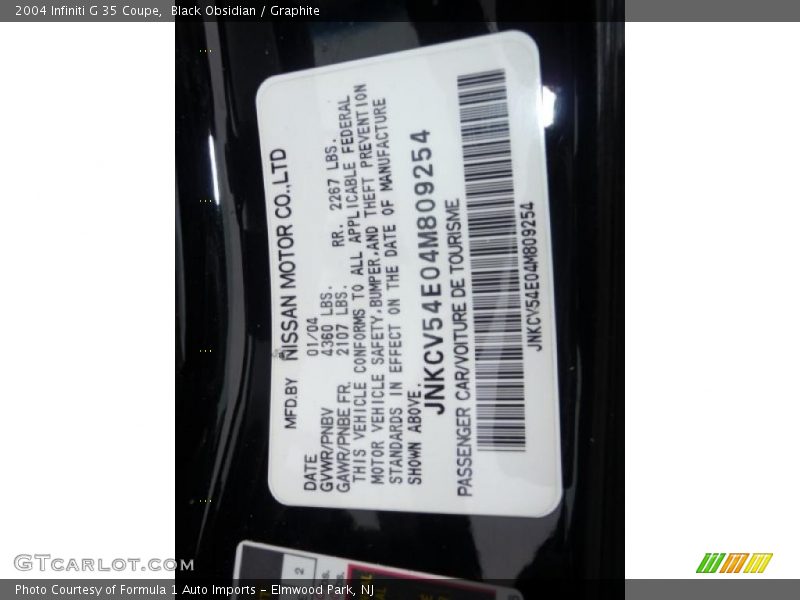 2004 Infiniti G 35 Coupe, Black Obsidian / Graphite
MFD.BY NISSAN MOTOR CO.,LTD
DATE 01/04
GVWR/PNBV 4360 LBS.
GAWR/PNBE FR. 2107 LBS. RR. 2267 LBS.
THIS VEHICLE CONFORMS TO ALL APPLICABLE FEDERAL
MOTOR VEHICLE SAFETY,BUMPER,AND THEFT PREVENTION
STANDARDS IN EFFECT ON THE DATE OF MANUFACTURE
SHOWN ABOVE.
JNKCV54E04M809254
PASSENGER CAR/VOITURE DE TOURISME
JNKCV54E04M809254
2
GTCARLOT.COM
Photo Courtesy of Formula 1 Auto Imports - Elmwood Park, NJ